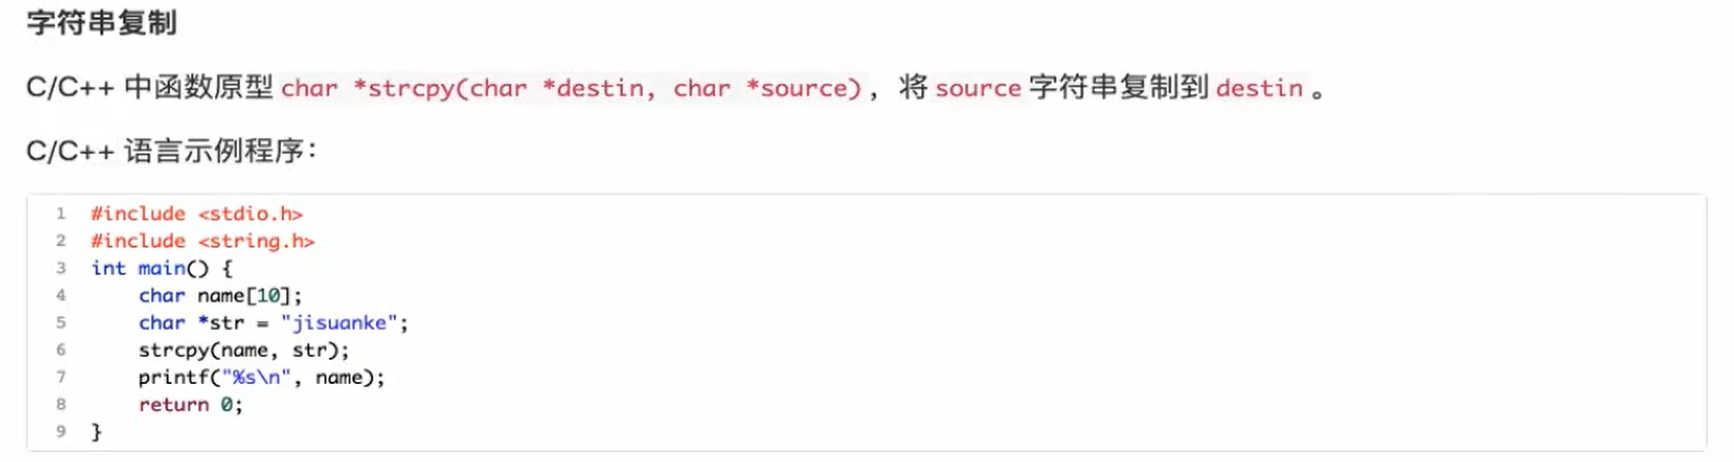 字符串复制
C/C++ 中函数原型 char *strcpy(char *destin, char *source) ，将 source 字符串复制到 destin 。
C/C++ 语言示例程序：
1 #include <stdio.h>
2 #include <string.h>
3 int main() {
4     char name[10];
5     char *str = "jisuanke";
6     strcpy(name, str);
7     printf("%s\n", name);
8     return 0;
9 }